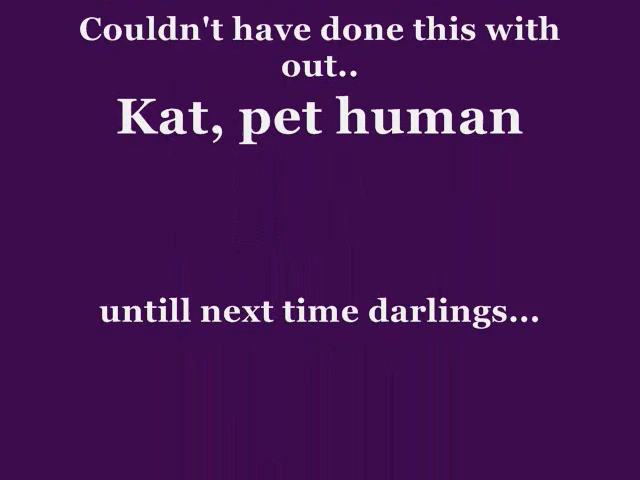 Couldn't have done this with
out..
Kat, pet human
untill next time darlings...